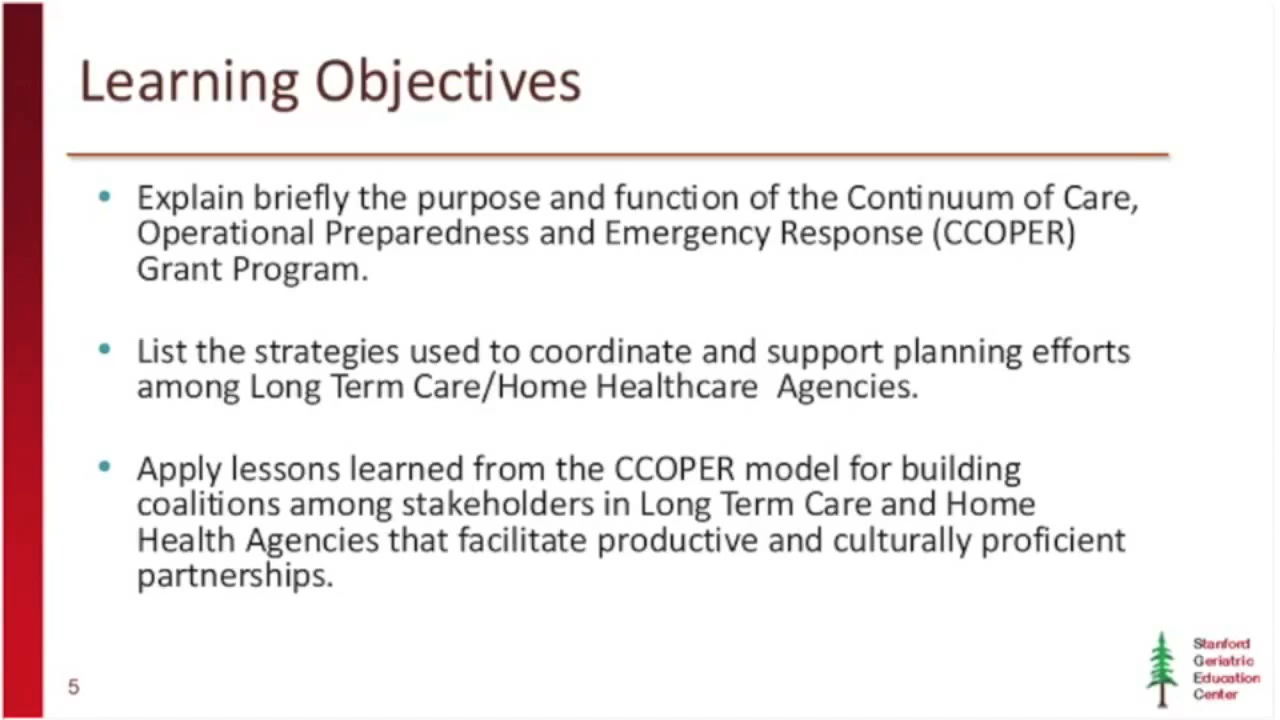 Learning Objectives
• Explain briefly the purpose and function of the Continuum of Care,
Operational Preparedness and Emergency Response (CCOPER)
Grant Program.
• List the strategies used to coordinate and support planning efforts
among Long Term Care/Home Healthcare  Agencies.
• Apply lessons learned from the CCOPER model for building
coalitions among stakeholders in Long Term Care and Home
Health Agencies that facilitate productive and culturally proficient
partnerships.
5
Stanford
Geriatric
Education
Center